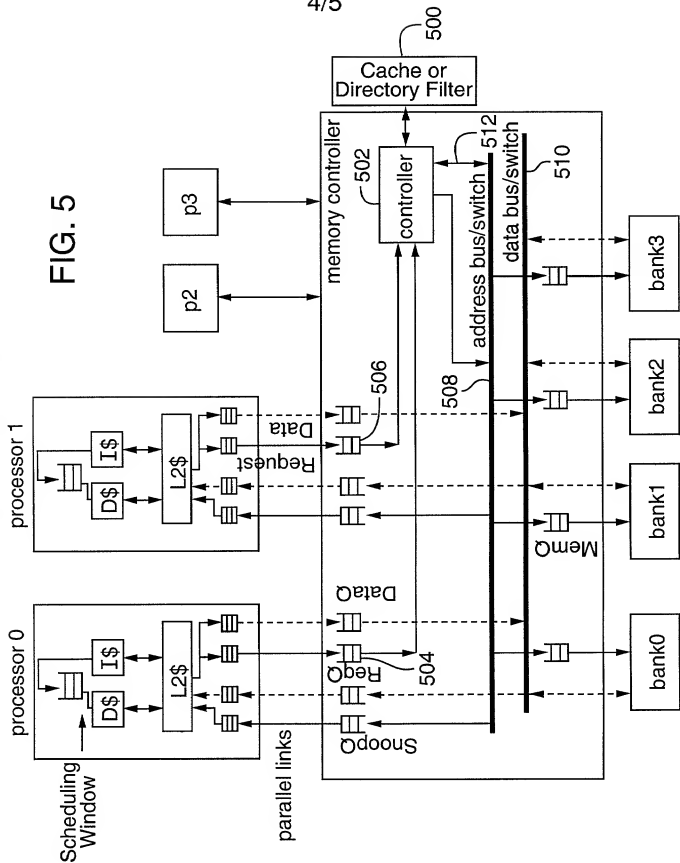 4/5
FIG. 5
processor 0
processor 1
p2
p3
Scheduling
Window
D$
I$
L2$
D$
I$
L2$
parallel links
Request
Data
memory controller
SnoopQ
ReqQ
DataQ
504
506
502
controller
500
Cache or
Directory Filter
512
508
address bus/switch
data bus/switch
510
MemQ
bank0
bank1
bank2
bank3